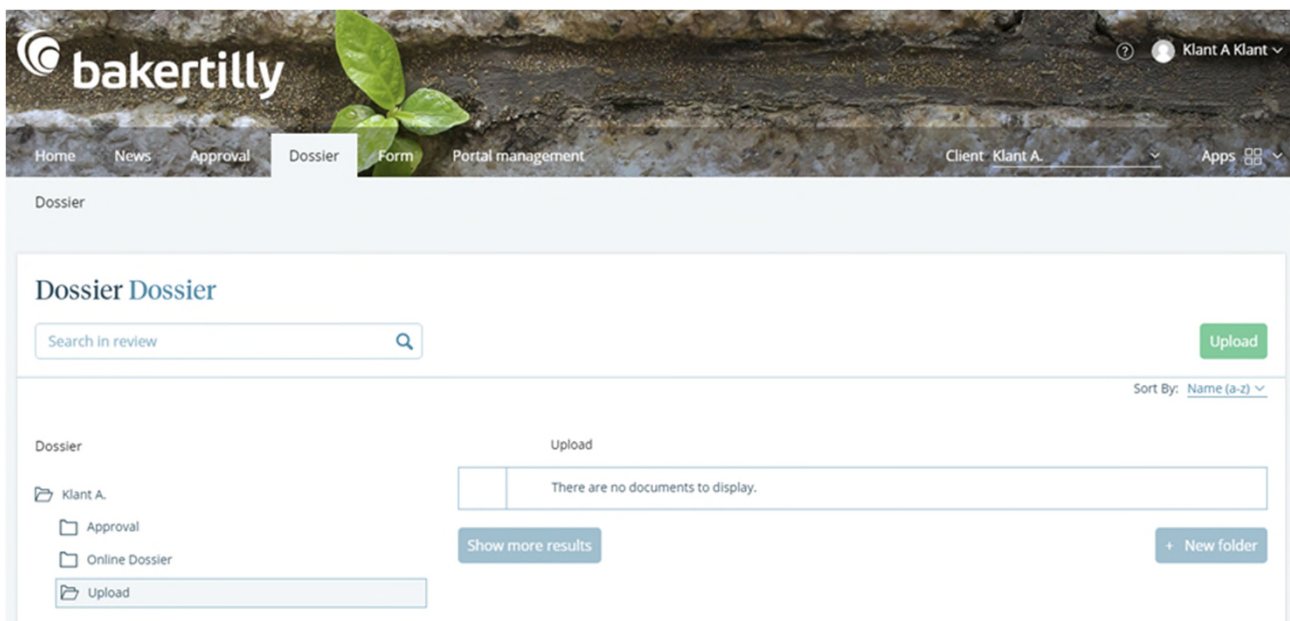 bakertilly
? Klant A Klant
Home News Approval Dossier Form Portal management Client Klant A. Apps
Dossier
Dossier Dossier
Search in review
Upload
Sort By: Name (a-z)
Dossier
Upload
Klant A.
There are no documents to display.
Approval
Show more results
+ New folder
Online Dossier
Upload